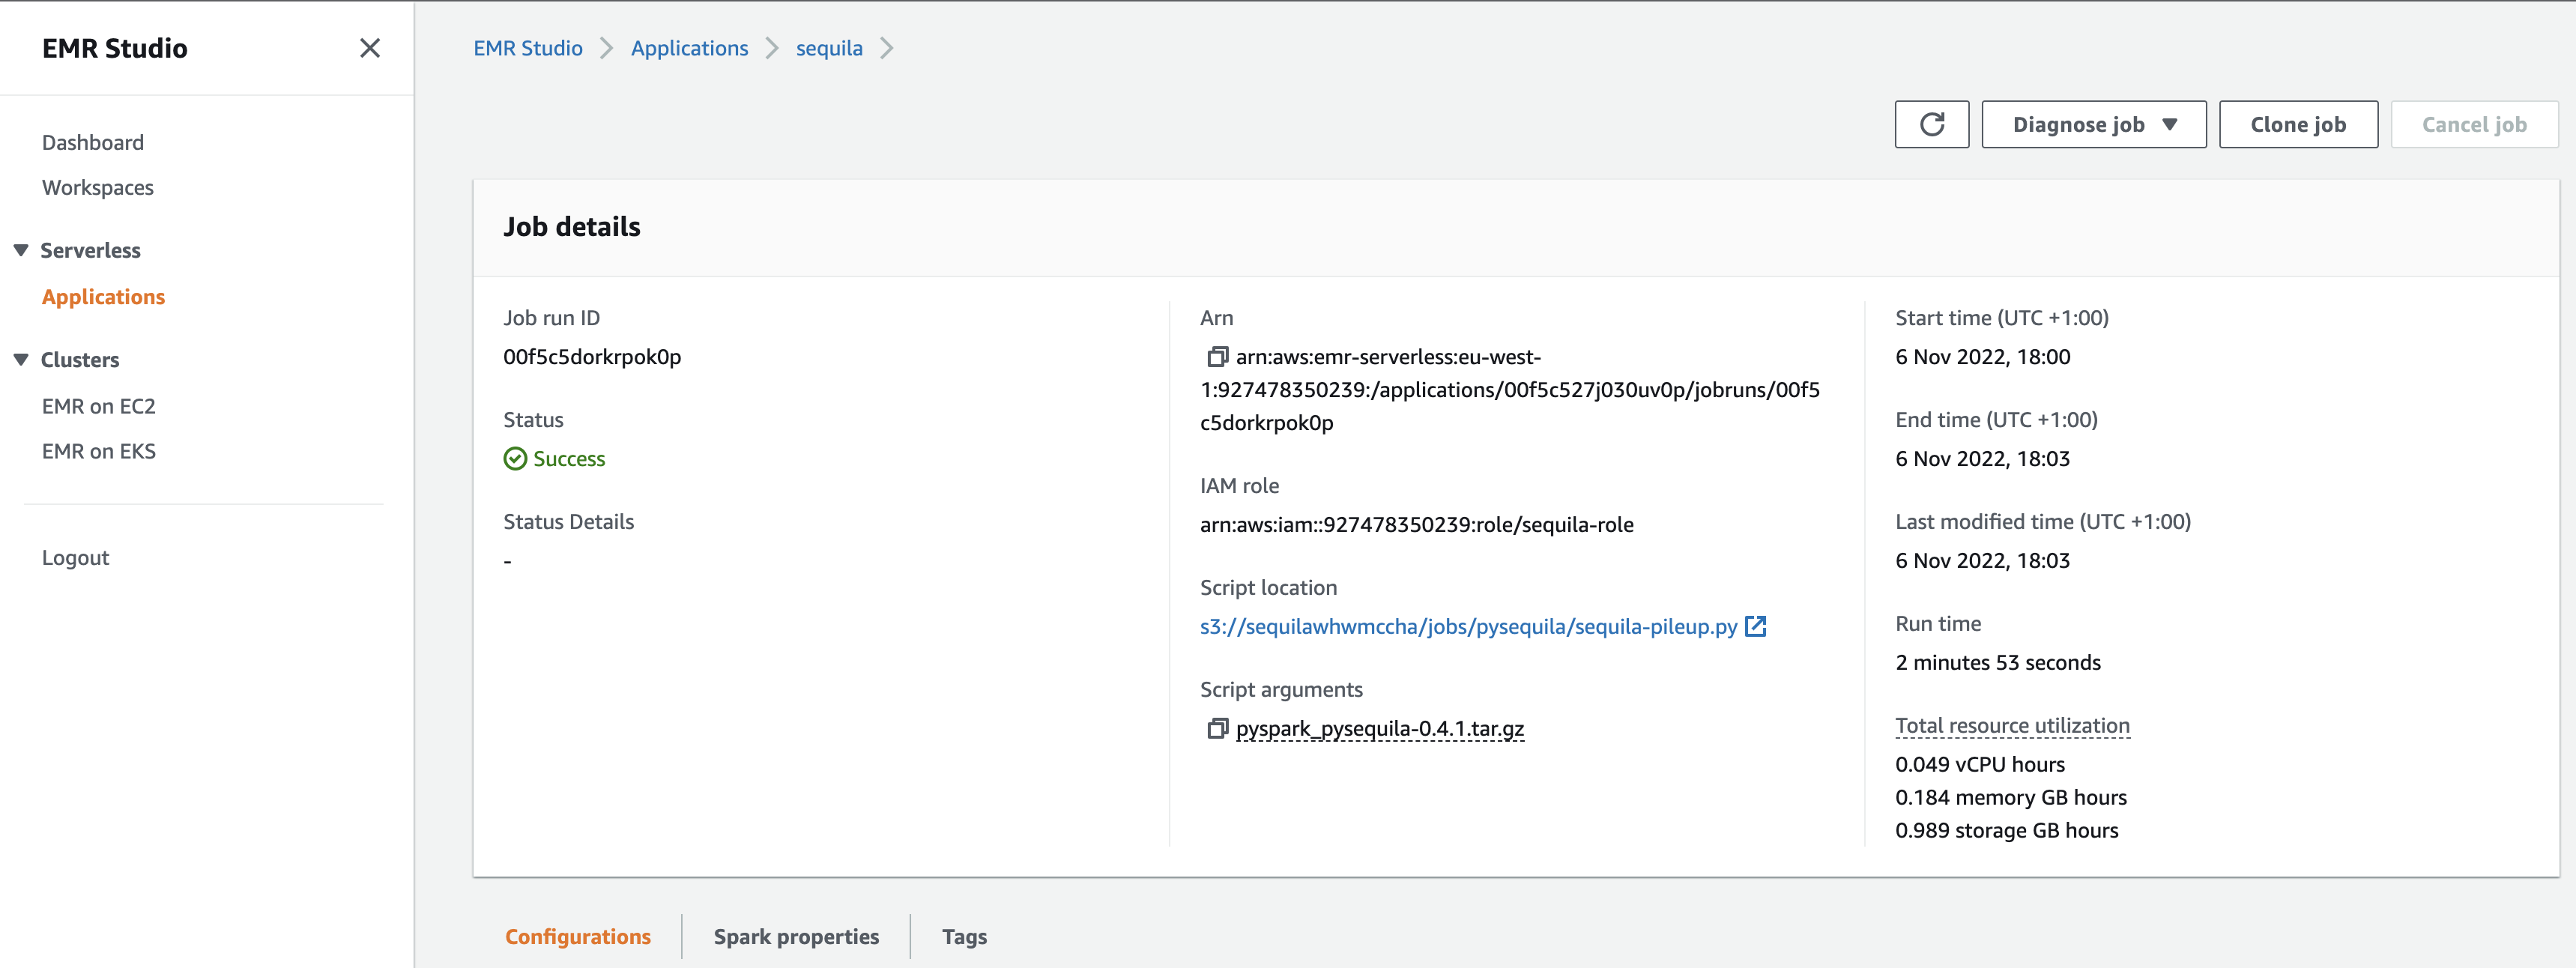 EMR Studio
Dashboard
Workspaces
Serverless
Applications
Clusters
EMR on EC2
EMR on EKS
Logout
EMR Studio
Applications
sequila
Diagnose job
Clone job
Cancel job
Job details
Job run ID
00f5c5dorkrpok0p
Status
Success
Status Details
-
Arn
arn:aws:emr-serverless:eu-west-
1:927478350239:/applications/00f5c527j030uv0p/jobruns/00f5
c5dorkrpok0p
IAM role
arn:aws:iam::927478350239:role/sequila-role
Script location
s3://sequilawhwmccha/jobs/pysequila/sequila-pileup.py
Script arguments
pyspark_pysequila-0.4.1.tar.gz
Start time (UTC +1:00)
6 Nov 2022, 18:00
End time (UTC +1:00)
6 Nov 2022, 18:03
Last modified time (UTC +1:00)
6 Nov 2022, 18:03
Run time
2 minutes 53 seconds
Total resource utilization
0.049 vCPU hours
0.184 memory GB hours
0.989 storage GB hours
Configurations
Spark properties
Tags